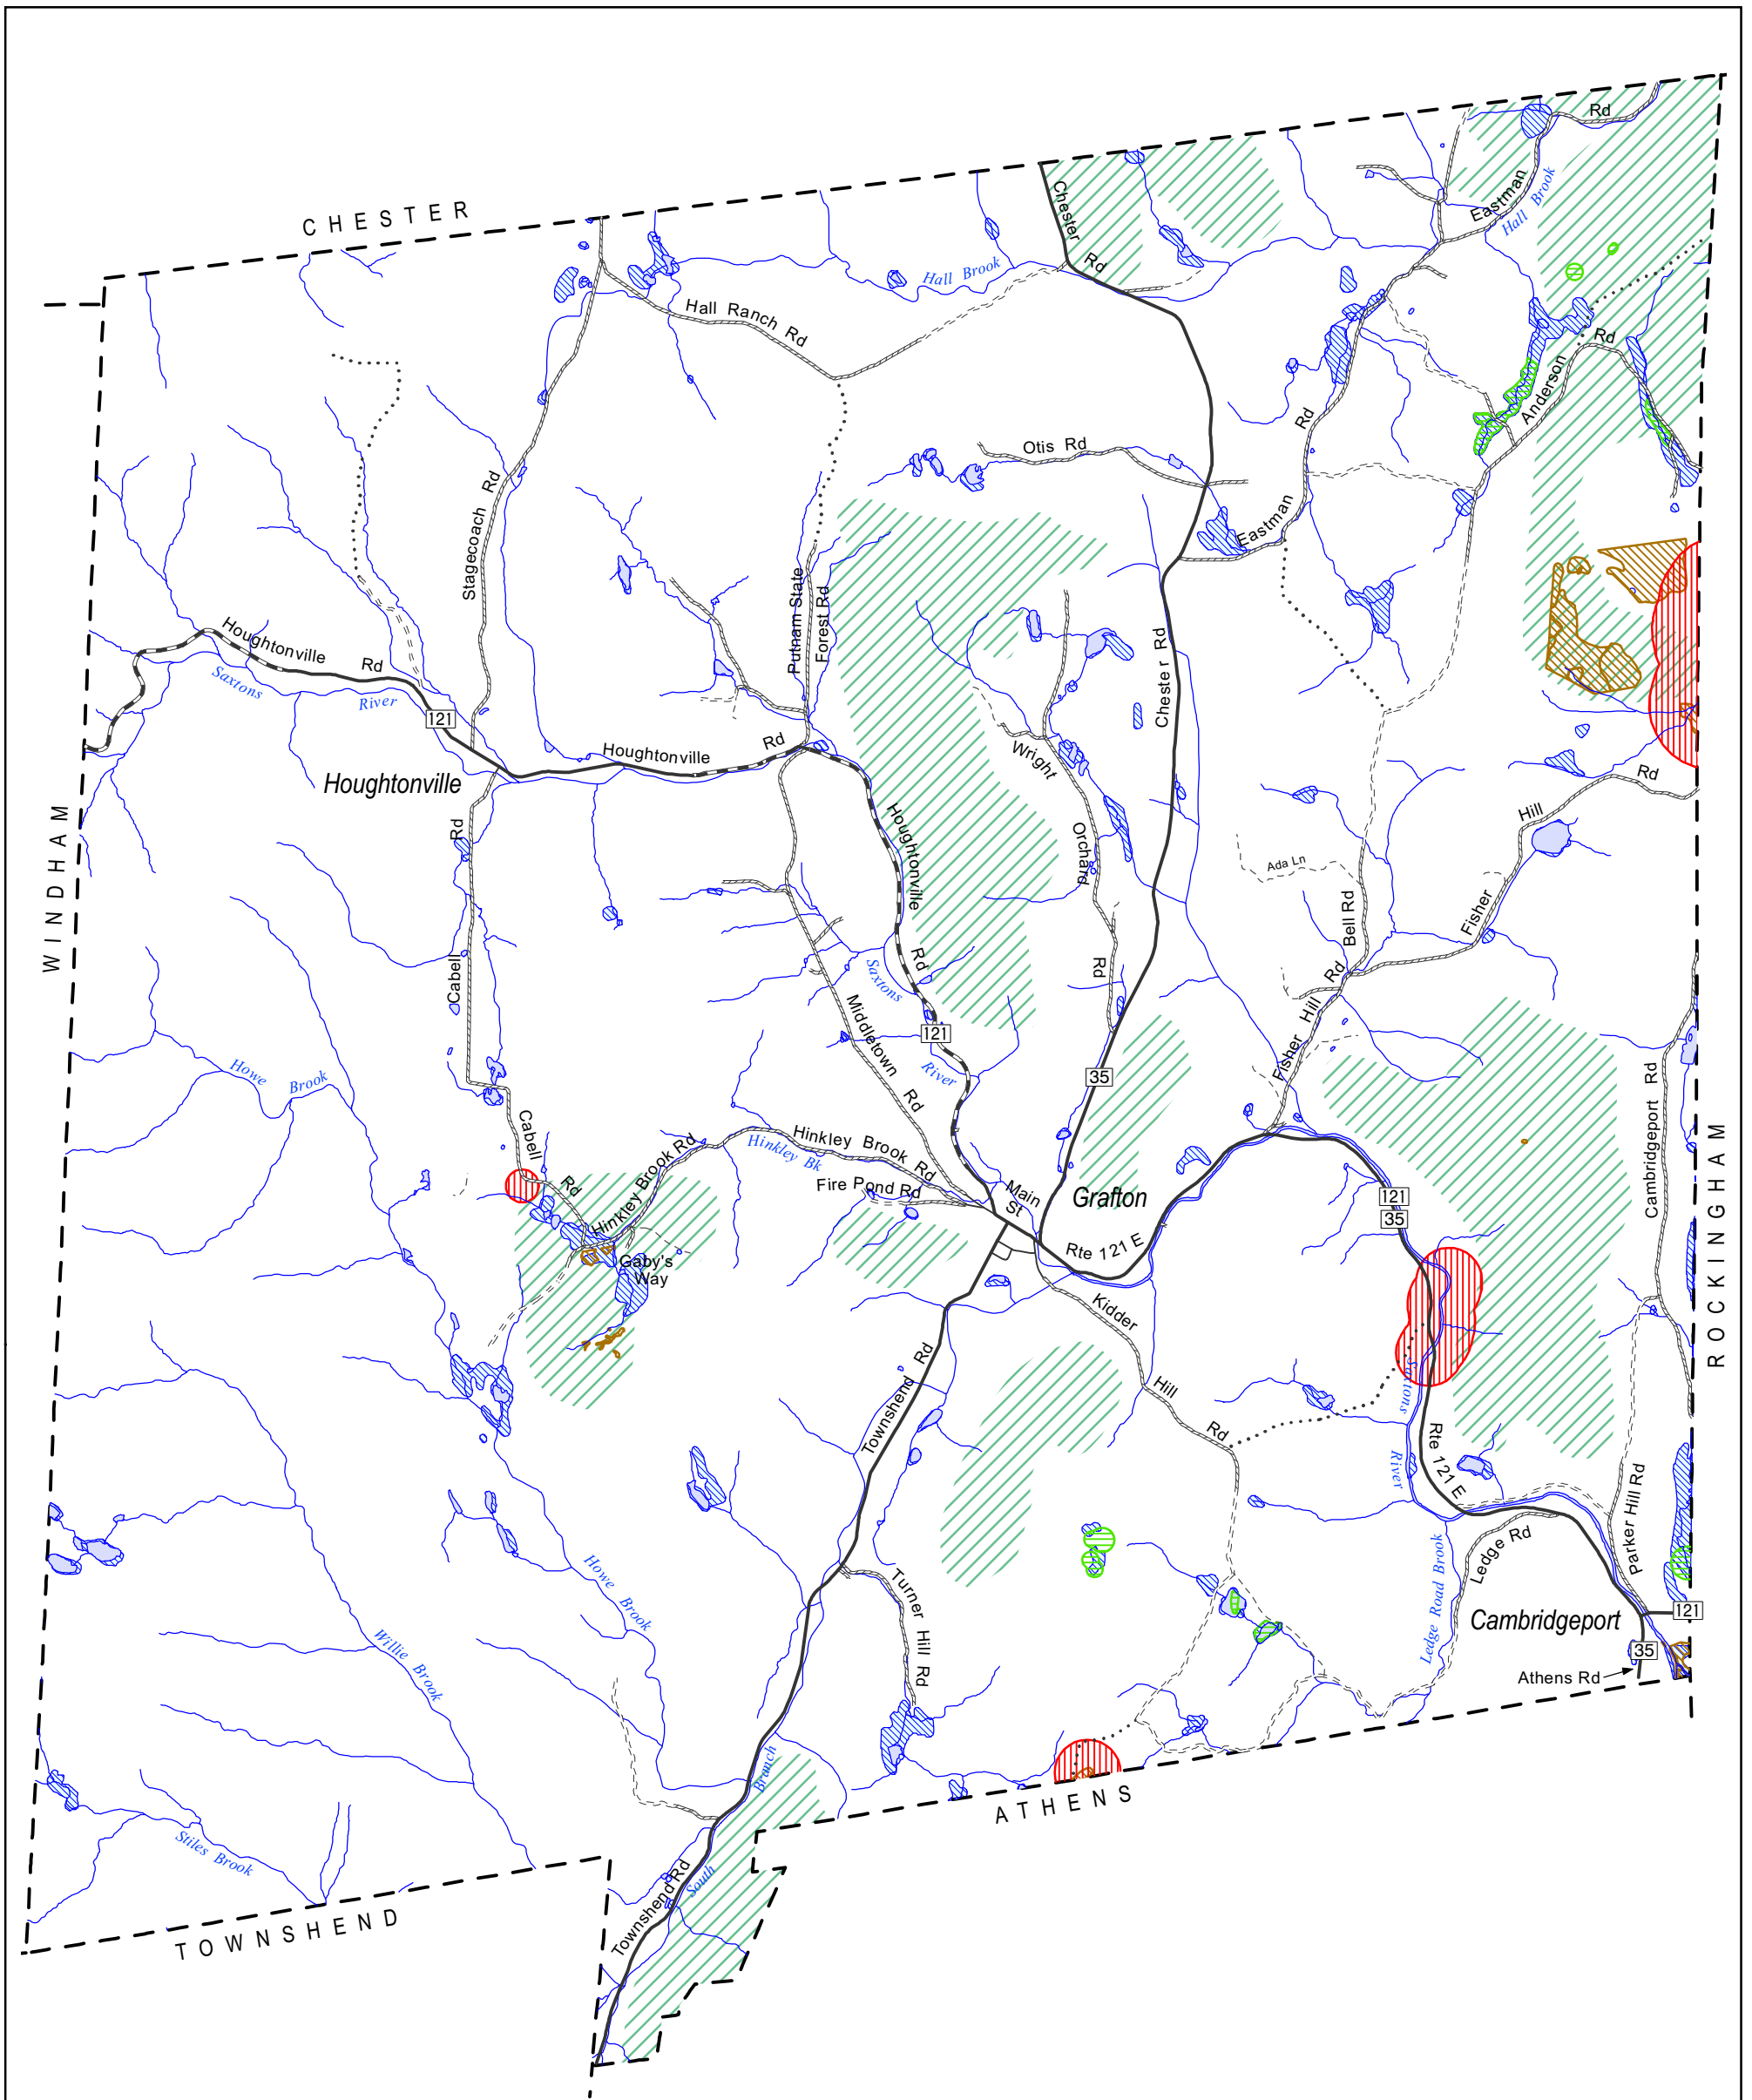 CHESTER
Rd
Eastman
Hall Brook
Chester
Rd
Hall Brook
Hall Ranch Rd
Rd
Anderson
Rd
Otis Rd
Stagecoach Rd
Eastman
Putnam State
Forest Rd
Houghtonville Rd
Saxtons River
121
Chester Rd
Houghtonville Rd
Houghtonville
Wright
Orchard
Rd
Rd
Hill
Fisher
WINDHAM
Rd
Cabell
Houghtonville
Rd
Saxtons
River
121
Ada Ln
Bell Rd
Rd
Fisher Hill
Middletown
Rd
35
Howe Brook
Cabell
Rd
Hinkley Brook Rd
Hinkley Bk
Hinkley Brook Rd
Fire Pond Rd
Main
St
Grafton
Rte 121 E
Gaby's
Way
121
35
Cambridgeport Rd
ROCKINGHAM
Kidder
Hill
Rd
Townshend Rd
Saxtons
River
Rte 121 E
Parker Hill Rd
Ledge Rd
Ledge Road Brook
Howe Brook
Turner Hill Rd
Cambridgeport
121
35
Athens Rd
Willie Brook
Branch
South
ATHENS
Stiles Brook
Townshend Rd
TOWNSHEND